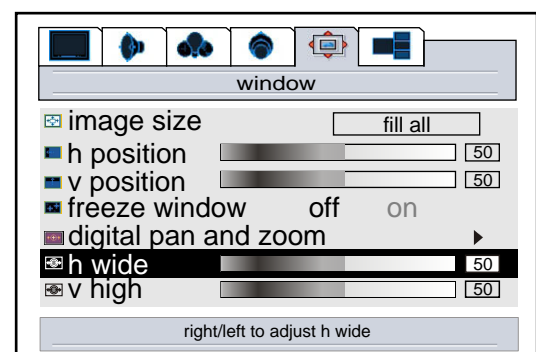 window
image size fill all
h position 50
v position 50
freeze window off on
digital pan and zoom
h wide 50
v high 50
right/left to adjust h wide